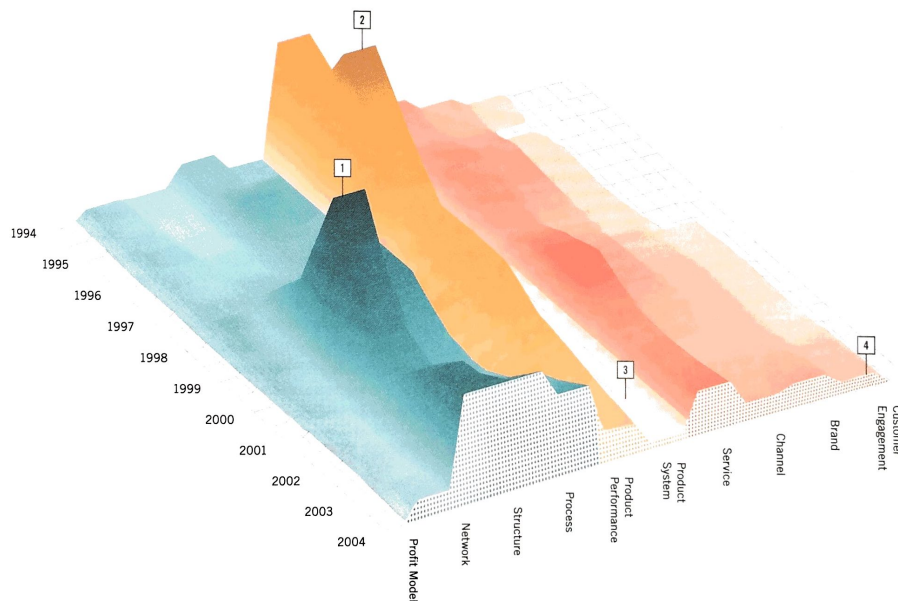 2
1
1994
1995
1996
1997
1998
1999
2000
2001
2002
2003
2004
3
4
Profit Model
Network
Structure
Process
Product
Performance
Product
System
Service
Channel
Brand
Customer
Engagement